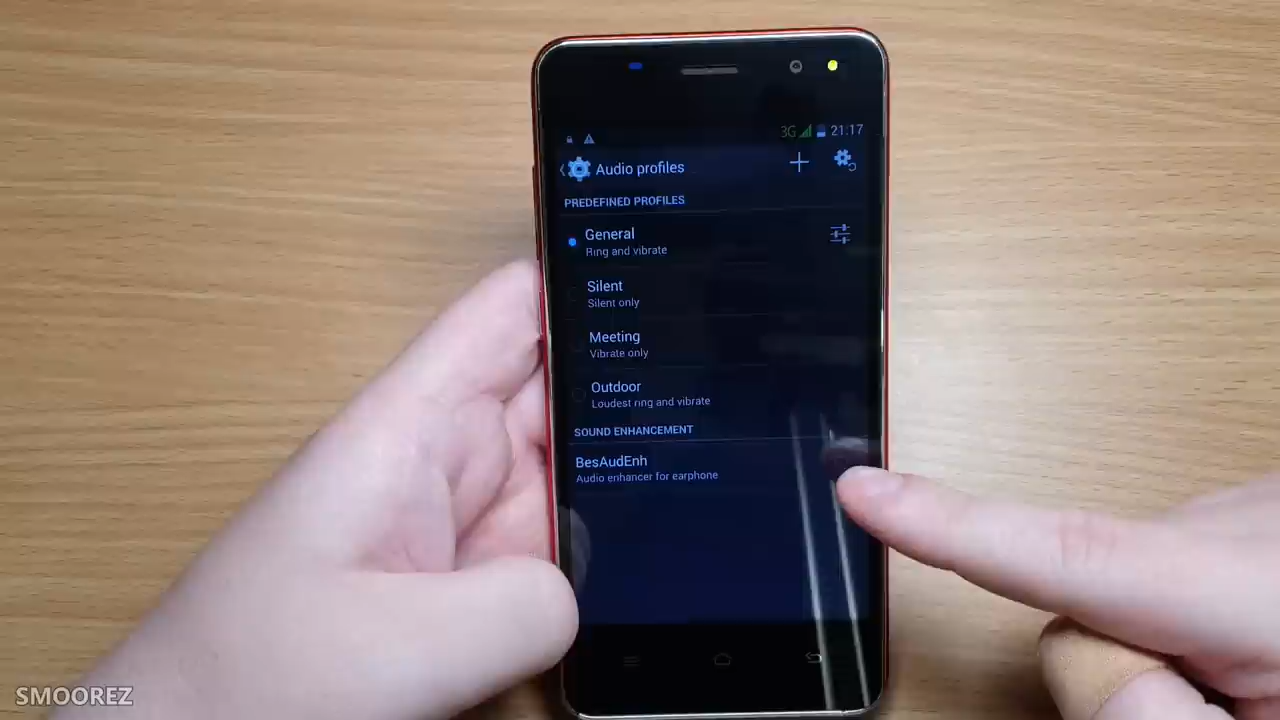 3G 21:17
Audio profiles
PREDEFINED PROFILES
General
Ring and vibrate
Silent
Silent only
Meeting
Vibrate only
Outdoor
Loudest ring and vibrate
SOUND ENHANCEMENT
BesAudEnh
Audio enhancer for earphone
SMOOREZ